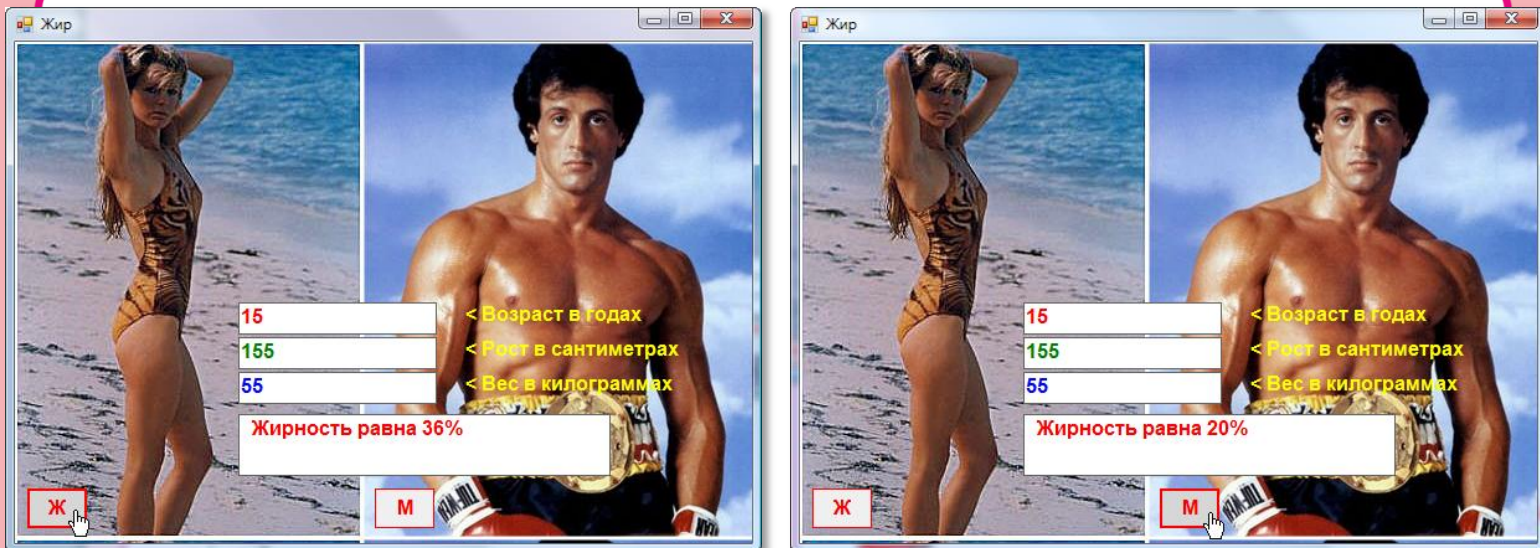 Жир
15
< Возраст в годах
155
< Рост в сантиметрах
55
< Вес в килограммах
Жирность равна 36%
Ж
М
Жир
15
< Возраст в годах
155
< Рост в сантиметрах
55
< Вес в килограммах
Жирность равна 20%
Ж
М